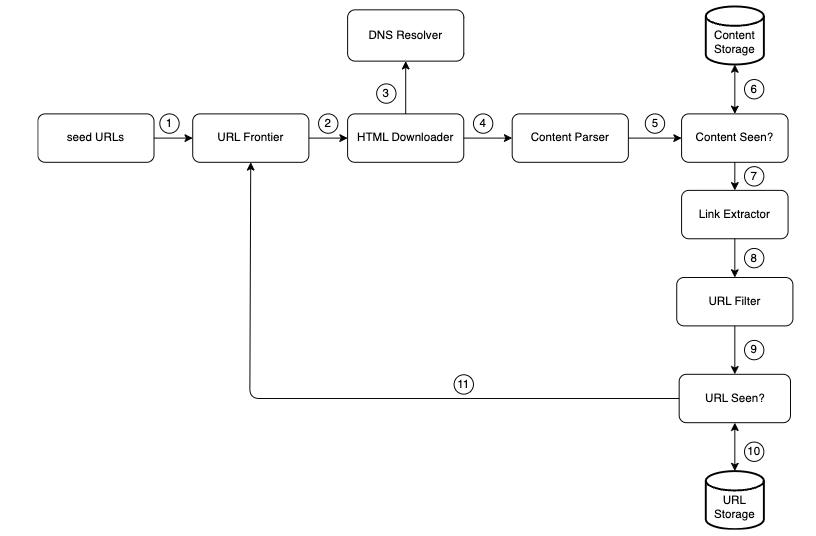 DNS Resolver
Content
Storage
3
6
seed URLs
1
URL Frontier
2
HTML Downloader
4
Content Parser
5
Content Seen?
7
Link Extractor
8
URL Filter
9
11
URL Seen?
10
URL
Storage